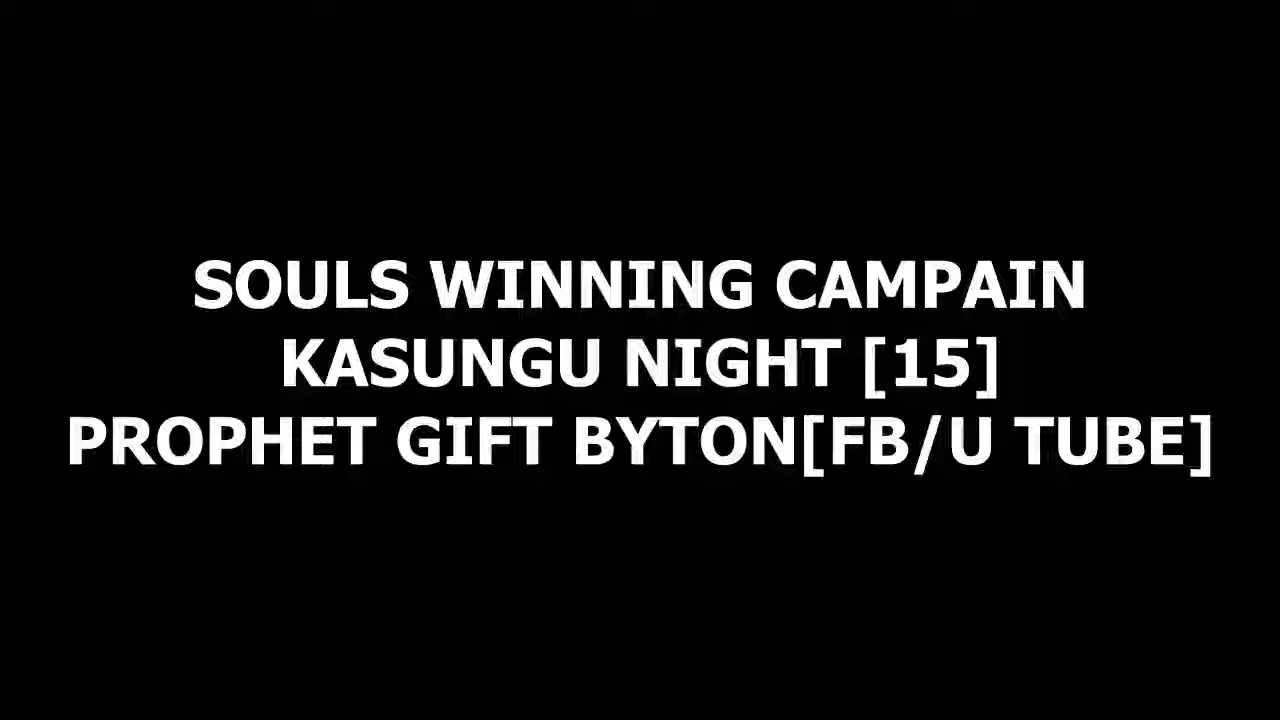 SOULS WINNING CAMPAIN
KASUNGU NIGHT [15]
PROPHET GIFT BYTON[FB/U TUBE]